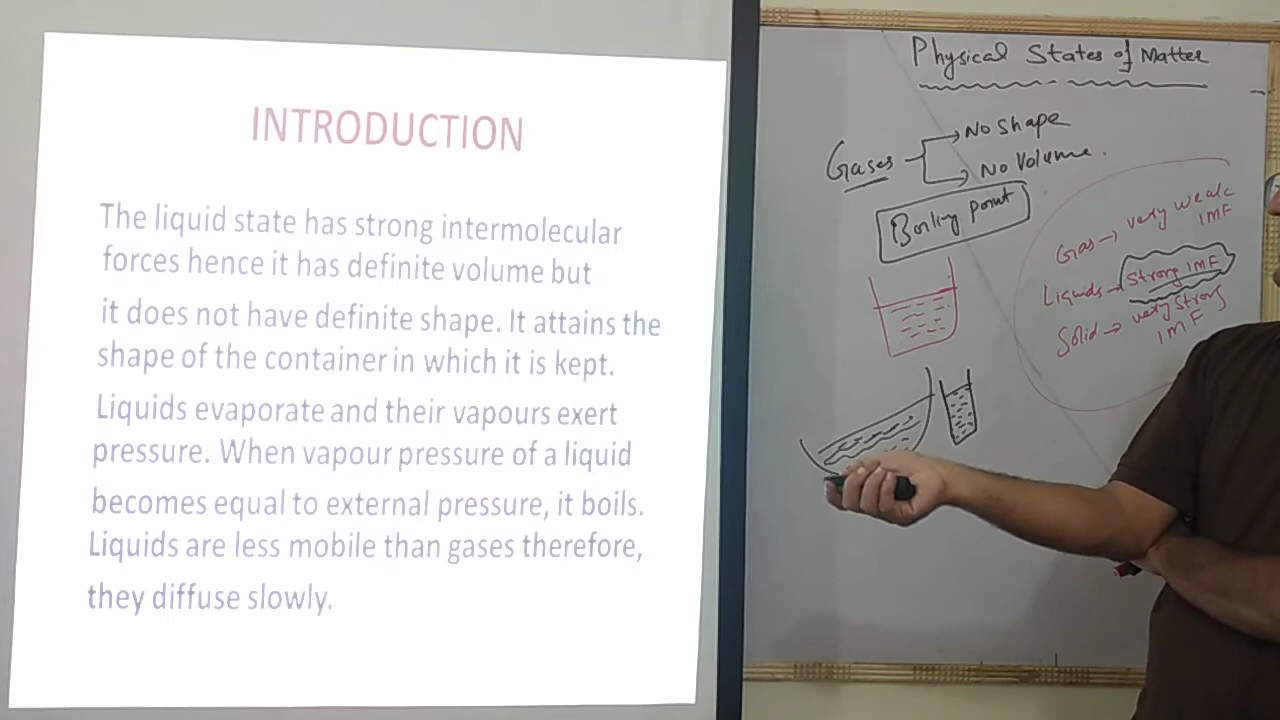 INTRODUCTION
The liquid state has strong intermolecular
forces hence it has definite volume but
it does not have definite shape. It attains the
shape of the container in which it is kept.
Liquids evaporate and their vapours exert
pressure. When vapour pressure of a liquid
becomes equal to external pressure, it boils.
Liquids are less mobile than gases therefore,
they diffuse slowly.
Physical States of Matter
Gases → No Shape
→ No Volume.
Boiling point
Gas → very weak
IMF
Liquids → Strong IMF
Solid → very strong
IMF